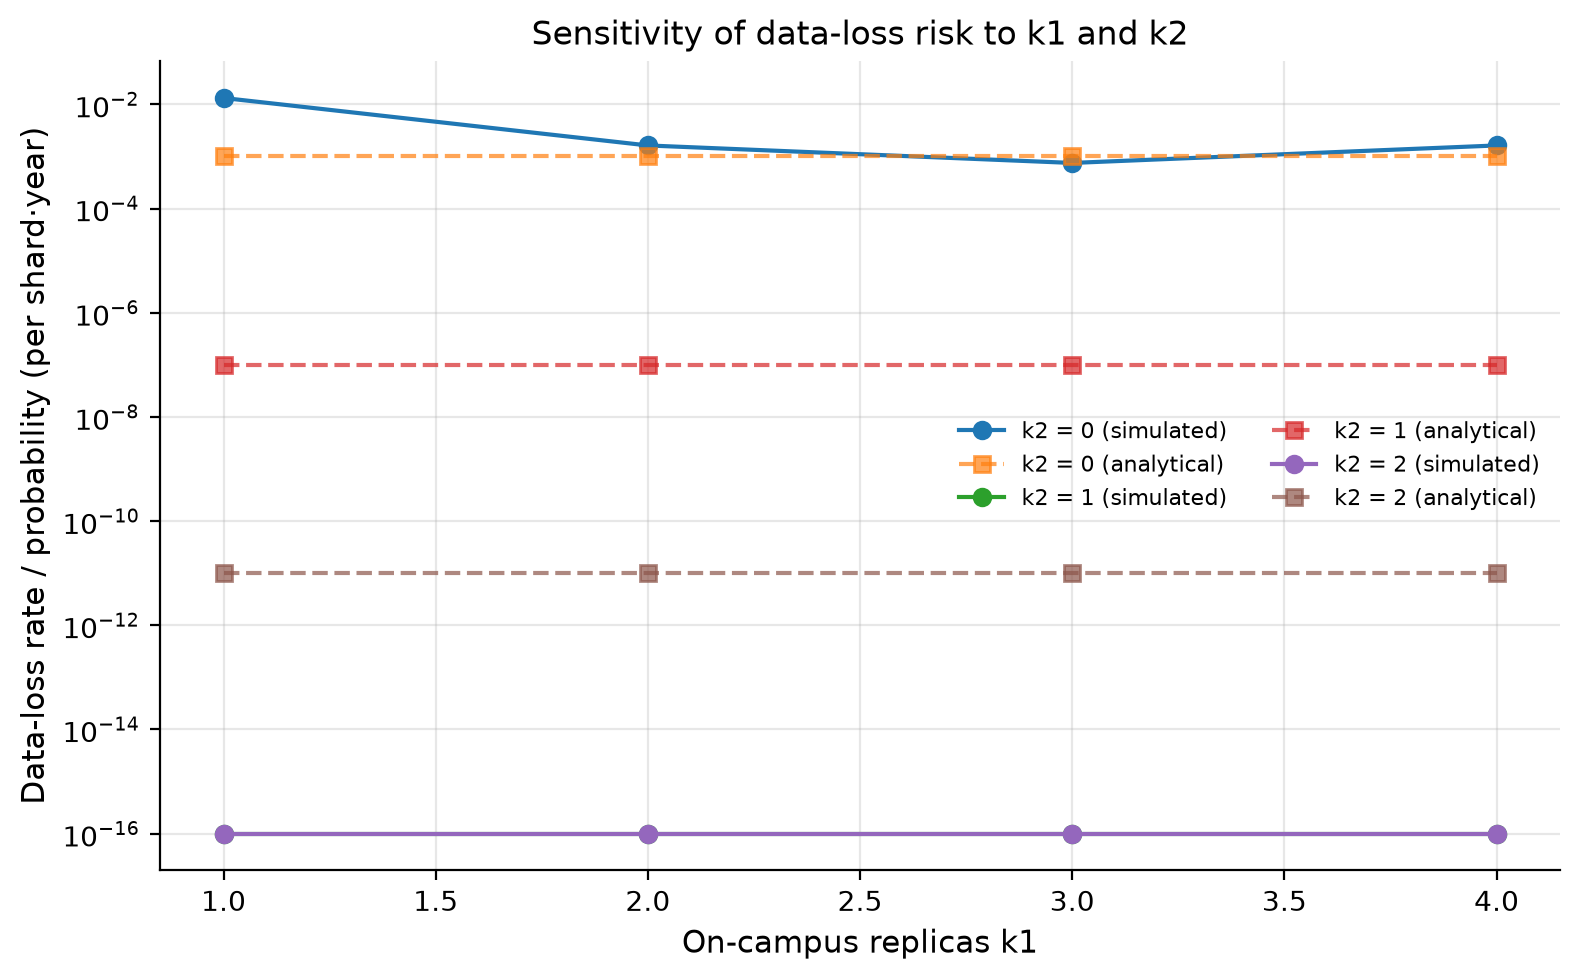 Sensitivity of data-loss risk to k1 and k2
Data-loss rate / probability (per shard·year)
10⁻²
10⁻⁴
10⁻⁶
10⁻⁸
10⁻¹⁰
10⁻¹²
10⁻¹⁴
10⁻¹⁶
k2 = 0 (simulated)
k2 = 0 (analytical)
k2 = 1 (simulated)
k2 = 1 (analytical)
k2 = 2 (simulated)
k2 = 2 (analytical)
1.0 1.5 2.0 2.5 3.0 3.5 4.0
On-campus replicas k1